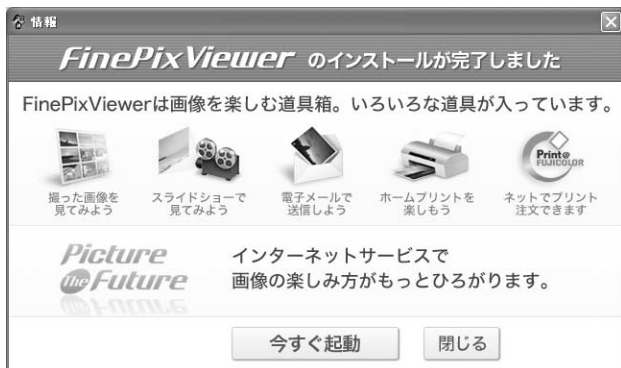 情報
FinePixViewer のインストールが完了しました
FinePixViewerは画像を楽しむ道具箱。いろいろな道具が入っています。
Print@
FUJICOLOR
撮った画像を
見てみよう
スライドショーで
見てみよう
電子メールで
送信しよう
ホームプリントを
楽しもう
ネットでプリント
注文できます
Picture
The Future
インターネットサービスで
画像の楽しみ方がもっとひろがります。
今すぐ起動
閉じる